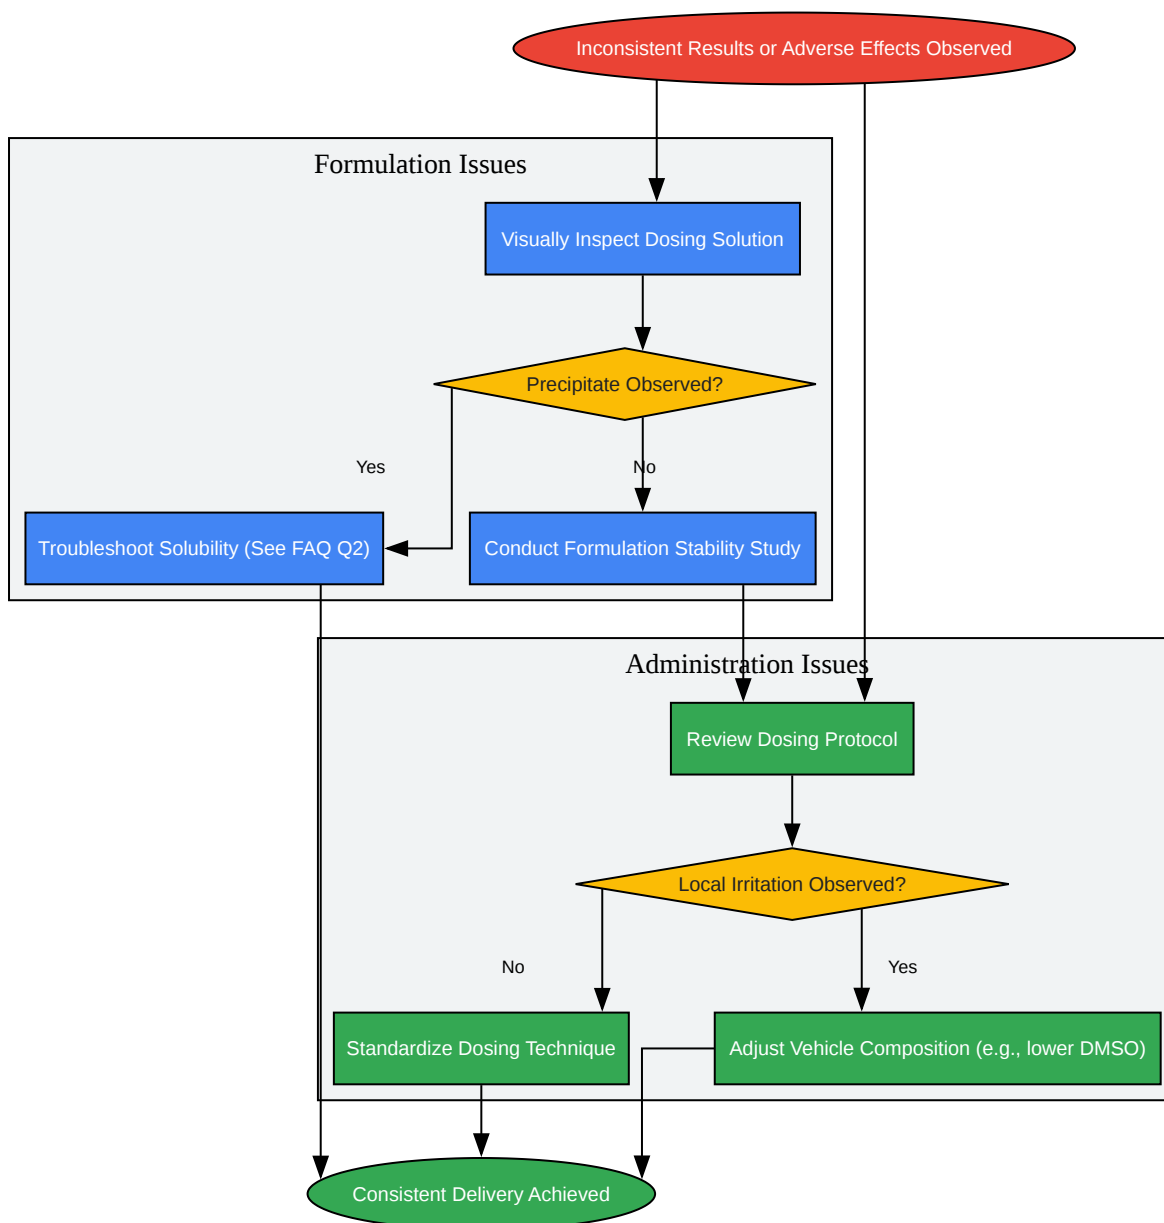 Inconsistent Results or Adverse Effects Observed
Formulation Issues
Visually Inspect Dosing Solution
Precipitate Observed?
Yes
No
Troubleshoot Solubility (See FAQ Q2)
Conduct Formulation Stability Study
Administration Issues
Review Dosing Protocol
Local Irritation Observed?
No
Yes
Standardize Dosing Technique
Adjust Vehicle Composition (e.g., lower DMSO)
Consistent Delivery Achieved